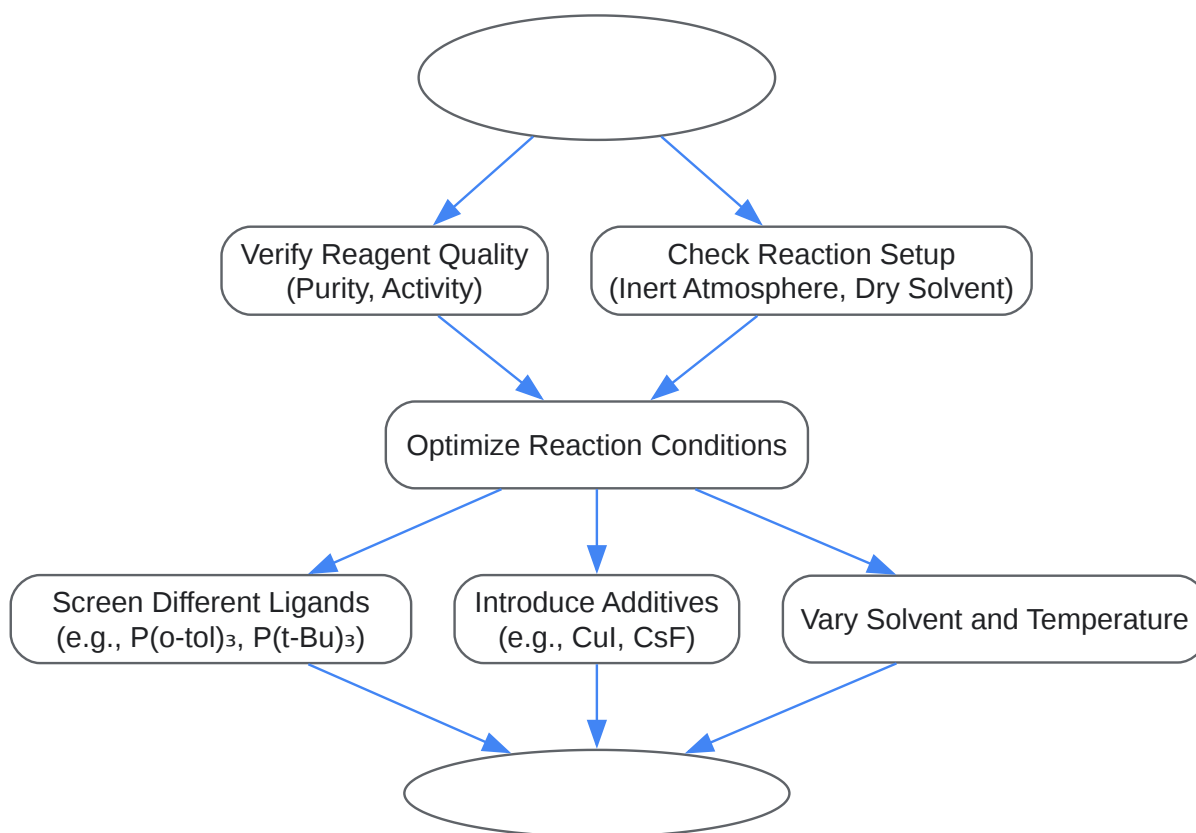 Verify Reagent Quality
(Purity, Activity)
Check Reaction Setup
(Inert Atmosphere, Dry Solvent)
Optimize Reaction Conditions
Screen Different Ligands
(e.g., P(o-tol)₃, P(t-Bu)₃)
Introduce Additives
(e.g., CuI, CsF)
Vary Solvent and Temperature